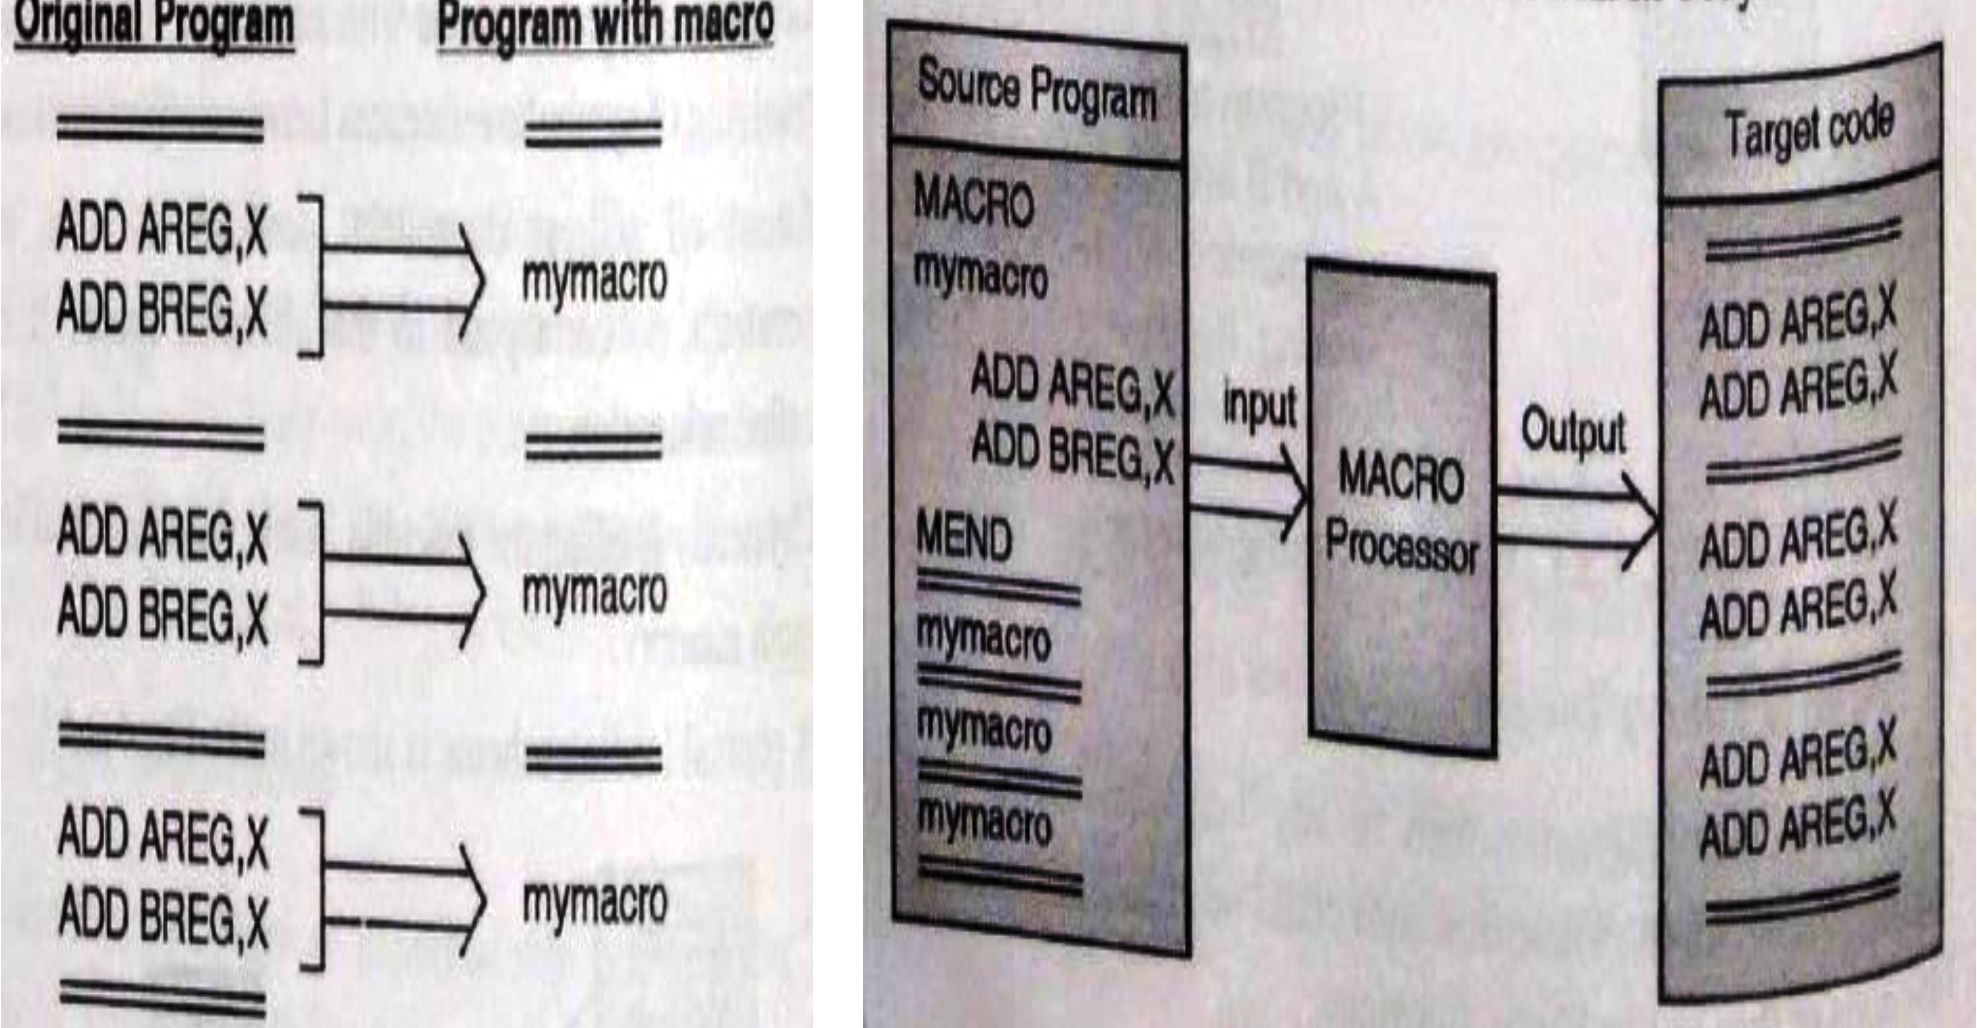 Original Program
Program with macro
ADD AREG,X
ADD BREG,X
mymacro
ADD AREG,X
ADD BREG,X
mymacro
ADD AREG,X
ADD BREG,X
mymacro
Source Program
MACRO
mymacro
ADD AREG,X
ADD BREG,X
MEND
mymacro
mymacro
mymacro
input
MACRO
Processor
Output
Target code
ADD AREG,X
ADD AREG,X
ADD AREG,X
ADD AREG,X
ADD AREG,X
ADD AREG,X